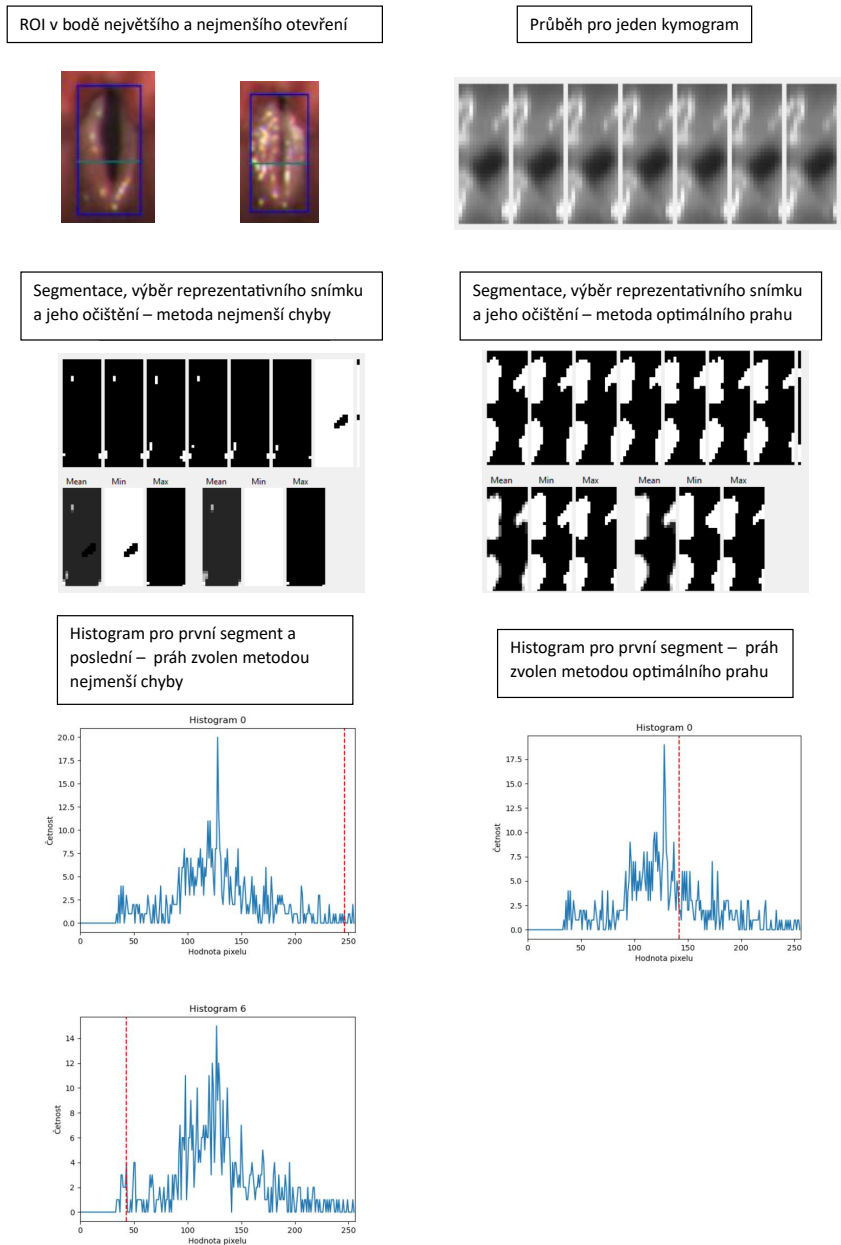 ROI v bodě největšího a nejmenšího otevření
Průběh pro jeden kymogram
Segmentace, výběr reprezentativního snímku
a jeho očištění – metoda nejmenší chyby
Segmentace, výběr reprezentativního snímku
a jeho očištění – metoda optimálního prahu
Mean Min Max Mean Min Max
Mean Min Max Mean Min Max
Histogram pro první segment a
poslední – práh zvolen metodou
nejmenší chyby
Histogram pro první segment – práh
zvolen metodou optimálního prahu
Histogram 0
20.0
17.5
15.0
12.5
10.0
7.5
5.0
2.5
0.0
Četnost
0 50 100 150 200 250
Hodnota pixelu
Histogram 0
17.5
15.0
12.5
10.0
7.5
5.0
2.5
0.0
Četnost
0 50 100 150 200 250
Hodnota pixelu
Histogram 6
14
12
10
8
6
4
2
0
Četnost
0 50 100 150 200 250
Hodnota pixelu